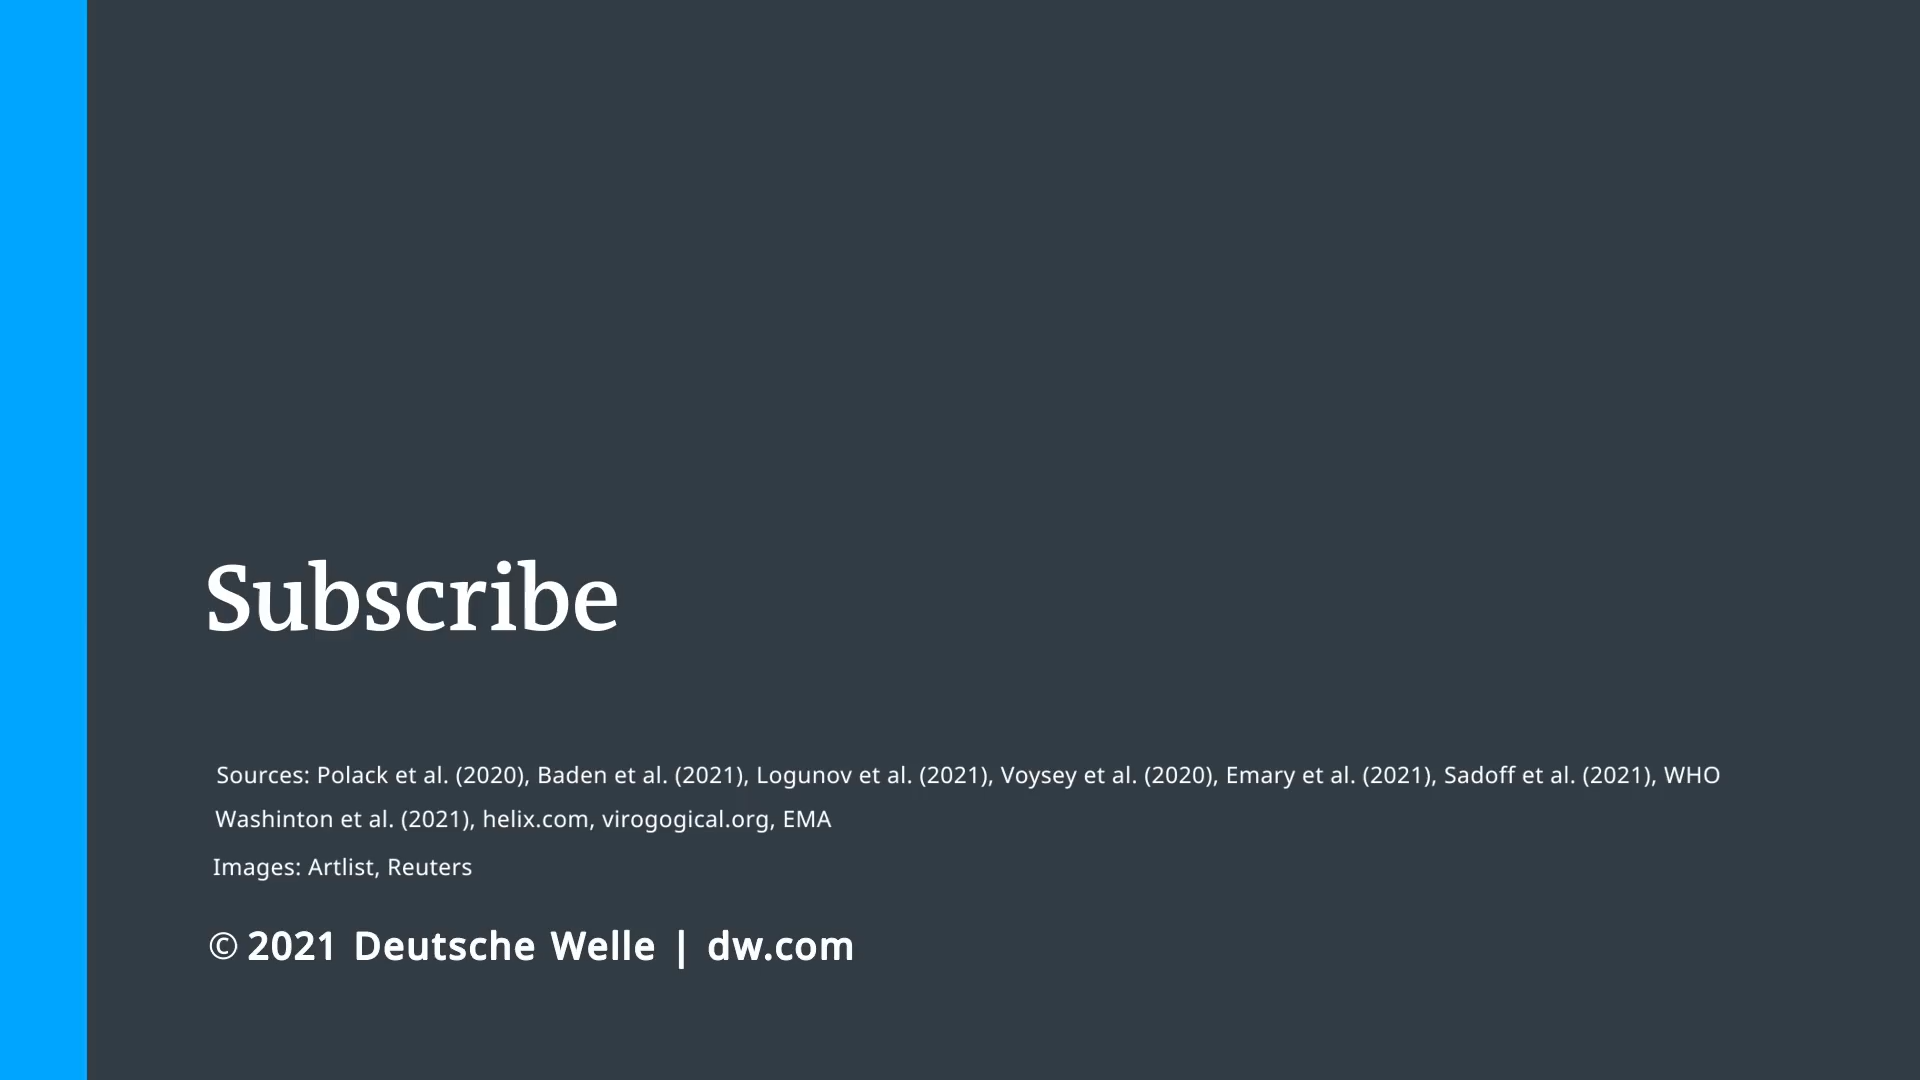 Subscribe
Sources: Polack et al. (2020), Baden et al. (2021), Logunov et al. (2021), Voysey et al. (2020), Emary et al. (2021), Sadoff et al. (2021), WHO
Washinton et al. (2021), helix.com, virogogical.org, EMA
Images: Artlist, Reuters
© 2021 Deutsche Welle | dw.com